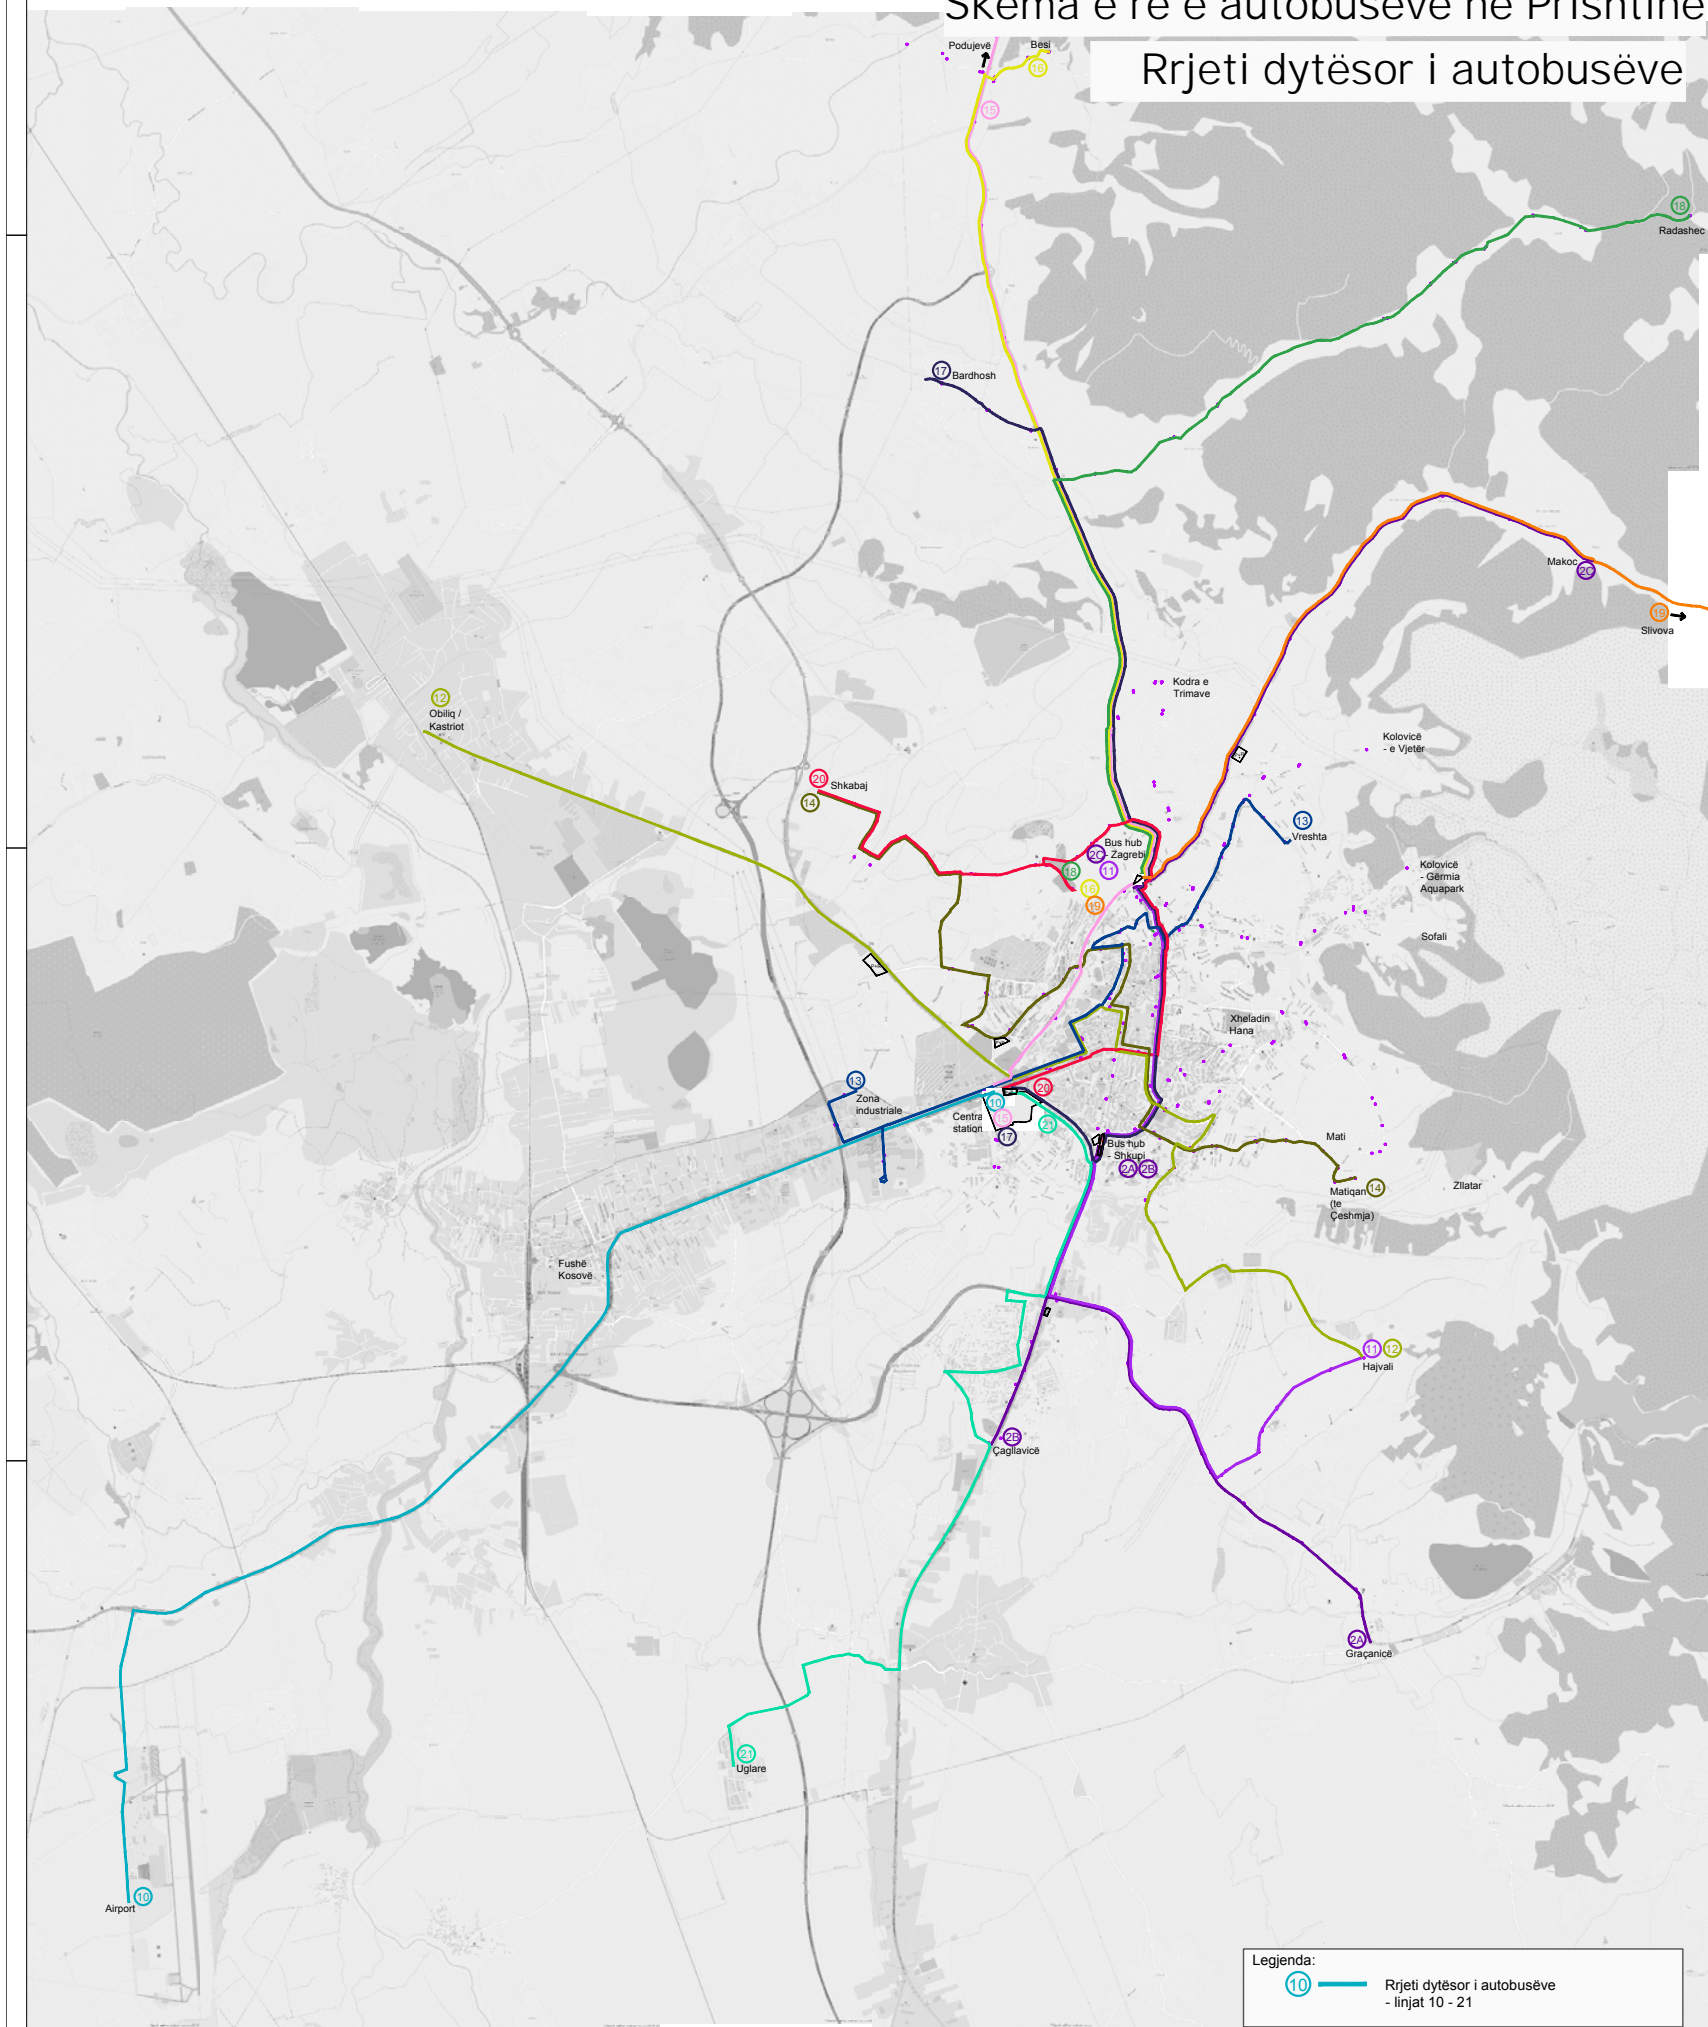 Skema e re e autobusëve në Prishtinë
Rrjeti dytësor i autobusëve
Podujevë
Besi
16
15
18
Radashec
17
Bardhosh
Makoc
2C
19
Slivova
12
Obiliq /
Kastriot
Kodra e
Trimave
Kolovicë
- e Vjetër
20
Shkabaj
14
13
Vreshta
Bus hub
- Zagrebi
2C
18
11
16
19
Kolovicë
- Gërmia
Aquapark
Sofali
Xheladin
Hana
13
Zona
industriale
20
10
Central
station
15
21
17
Bus hub
- Shkupi
2A
2B
Mati
Matiqan
(te
Çeshmja)
14
Zllatar
Fushë
Kosovë
11
12
Hajvali
2B
Çagllavicë
2A
Graçanicë
21
Uglare
10
Airport
Legjenda:
10
Rrjeti dytësor i autobusëve
- linjat 10 - 21